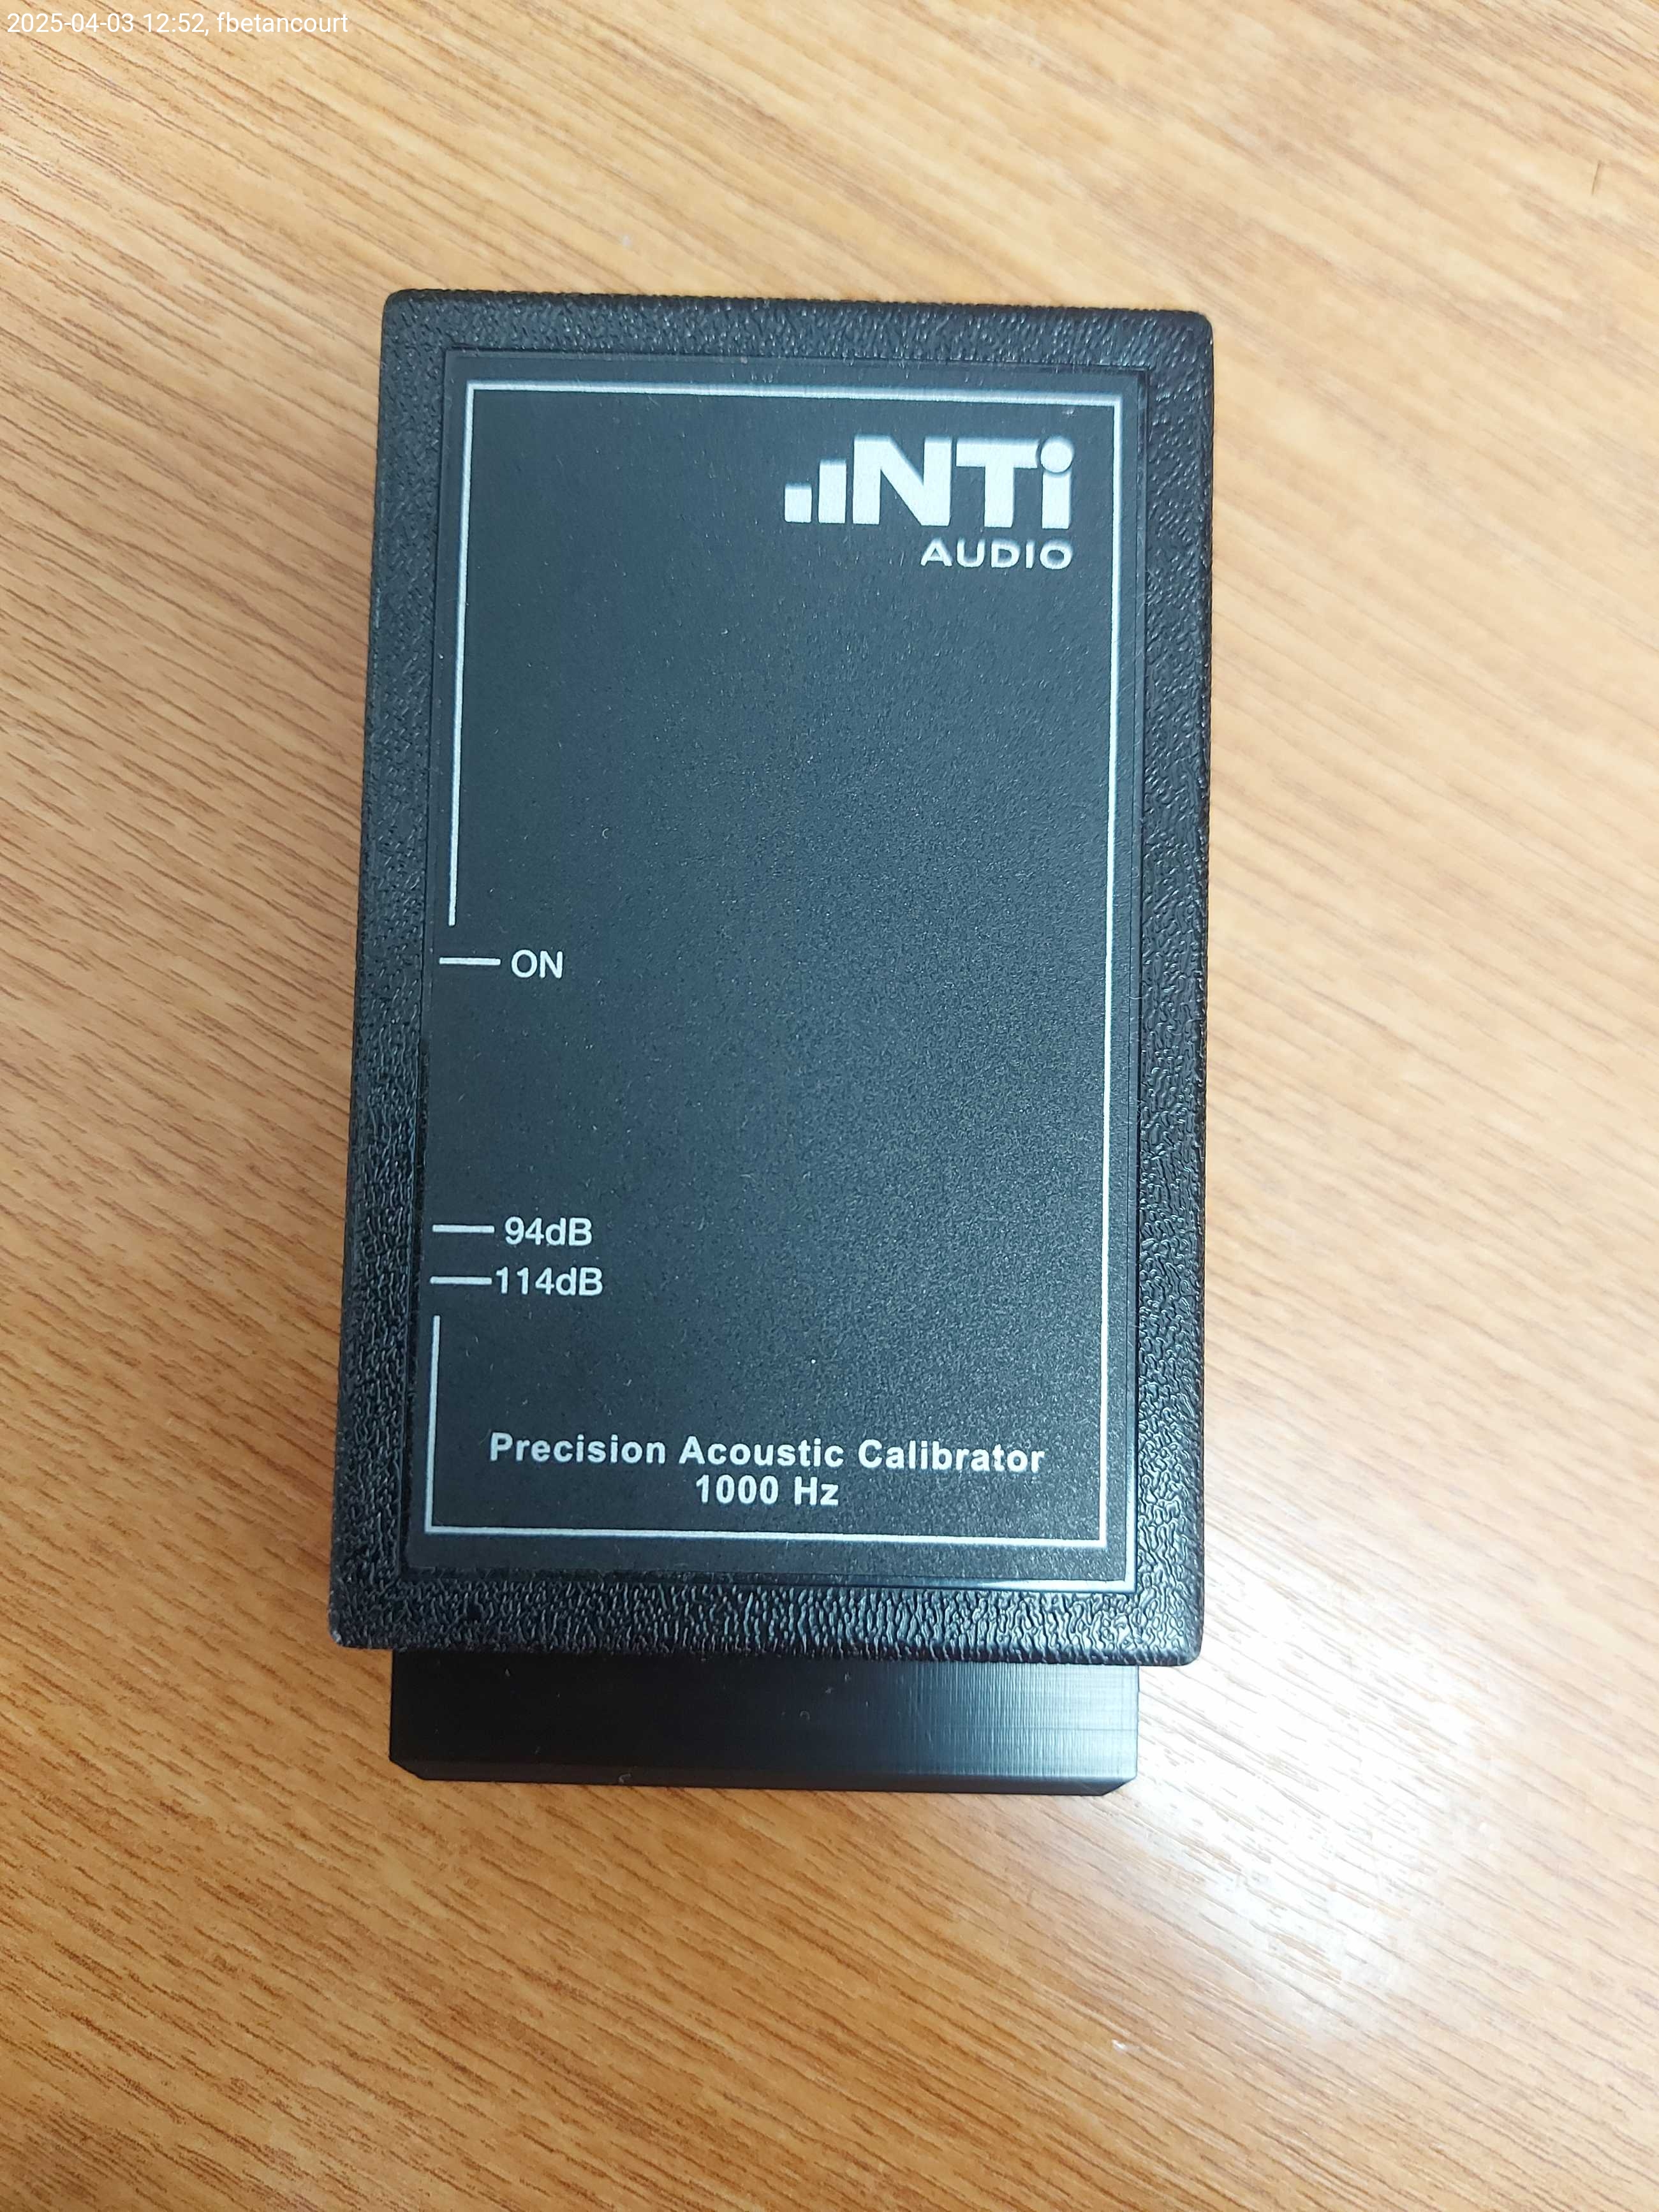 2025-04-03 12:52, fbetancourt
NTi
AUDIO
ON
94dB
114dB
Precision Acoustic Calibrator
1000 Hz